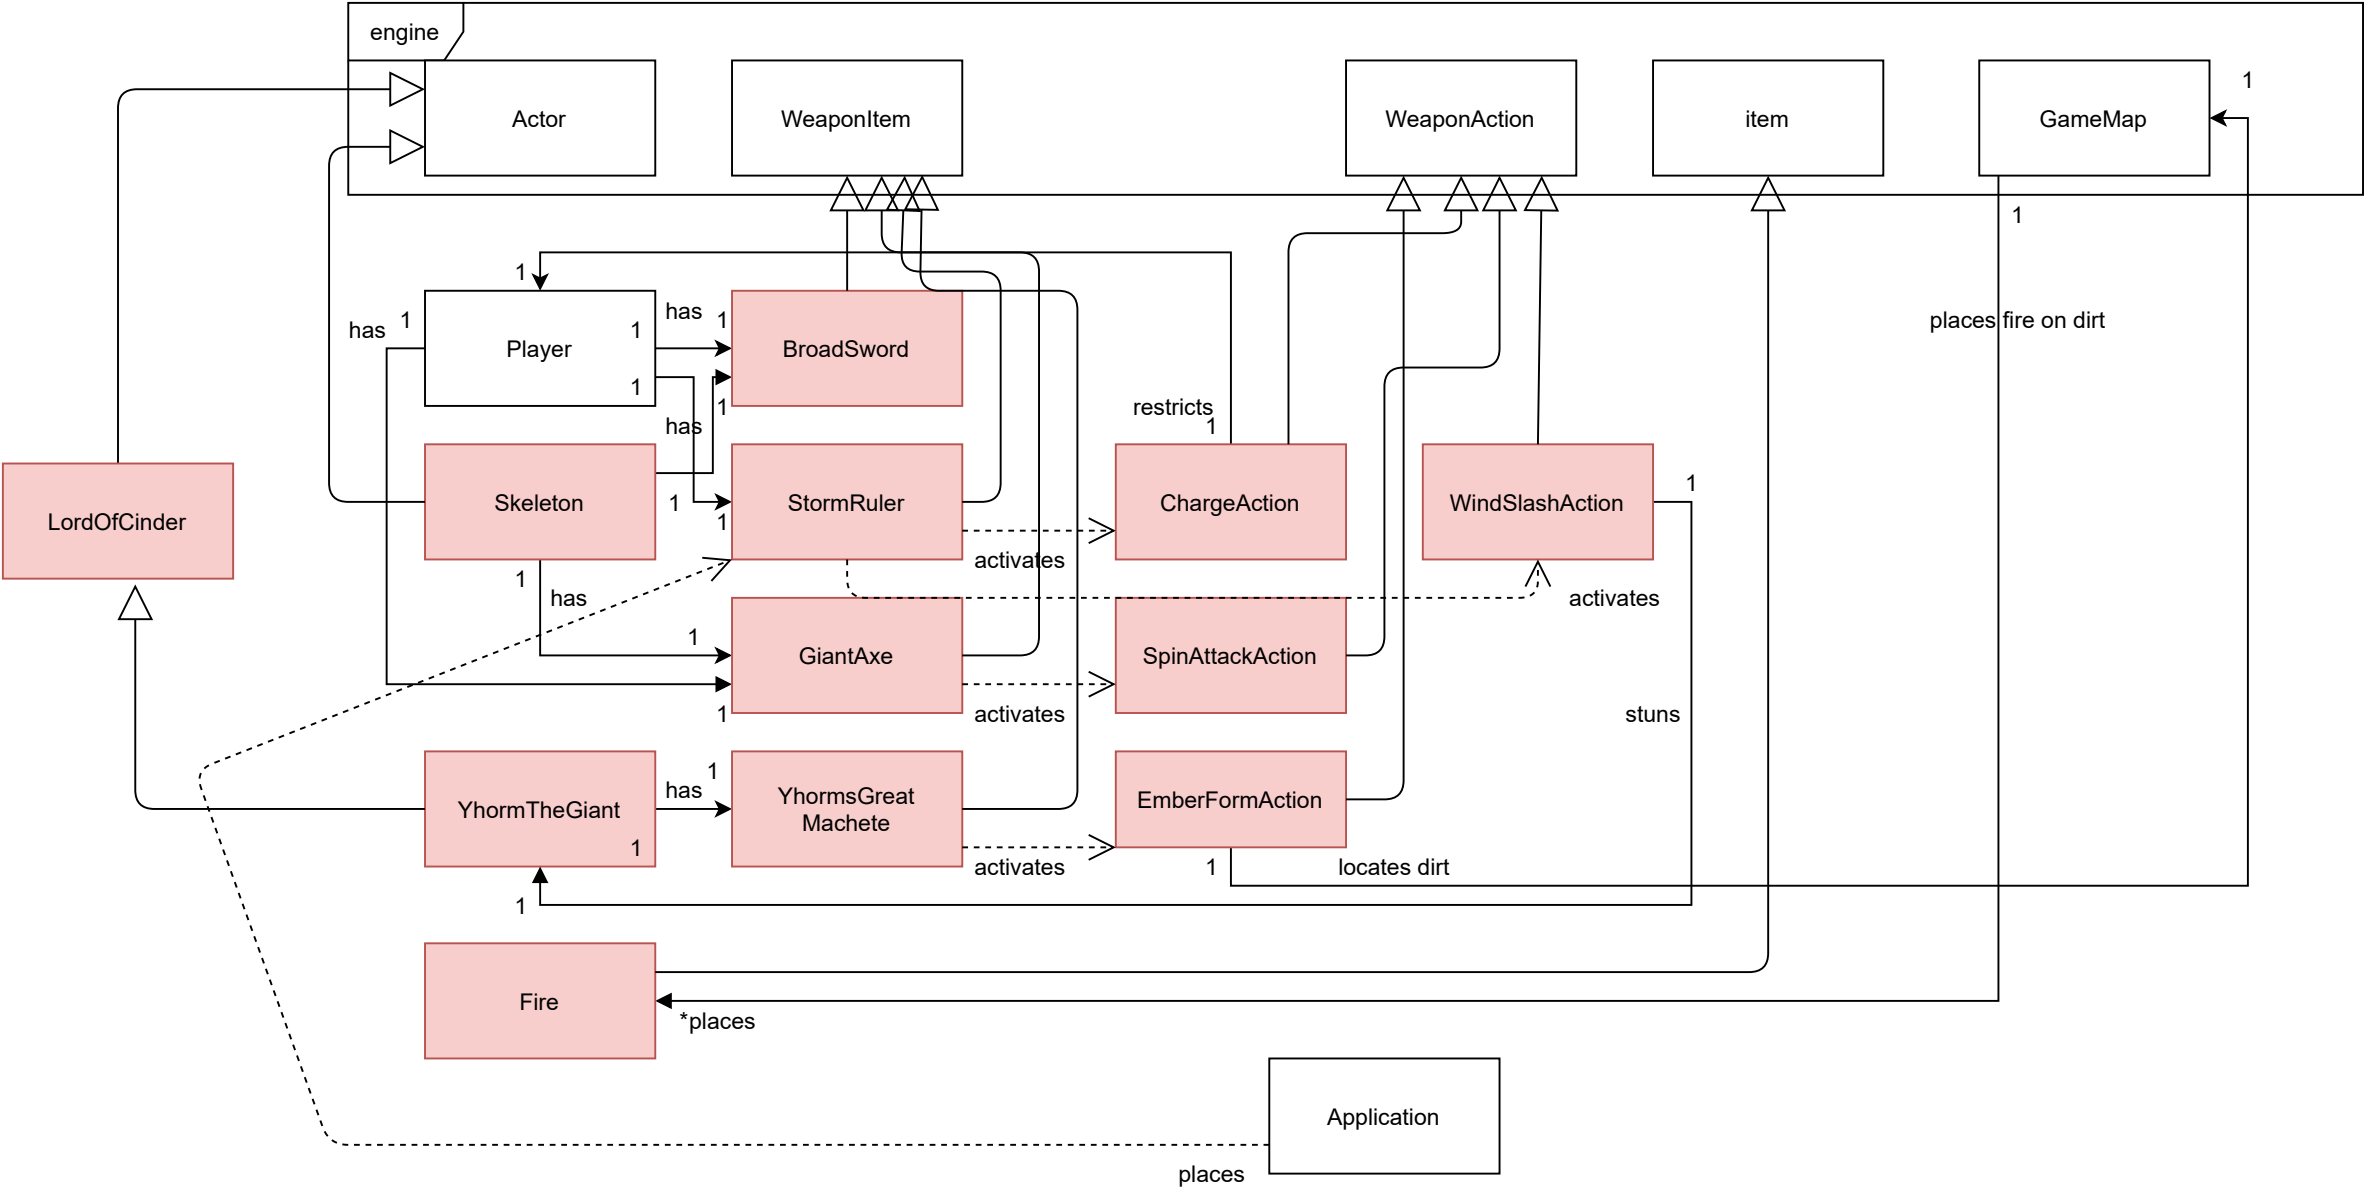 engine
Actor
WeaponItem
WeaponAction
item
GameMap
1
1
1
has
1
Player
1
1
has
1
BroadSword
places fire on dirt
1
has
restricts
1
LordOfCinder
Skeleton
1
1
StormRuler
ChargeAction
WindSlashAction
1
activates
1
has
activates
1
GiantAxe
SpinAttackAction
1
activates
stuns
YhormTheGiant
1
has
1
YhormsGreat
Machete
EmberFormAction
activates
1
locates dirt
1
Fire
*places
Application
places